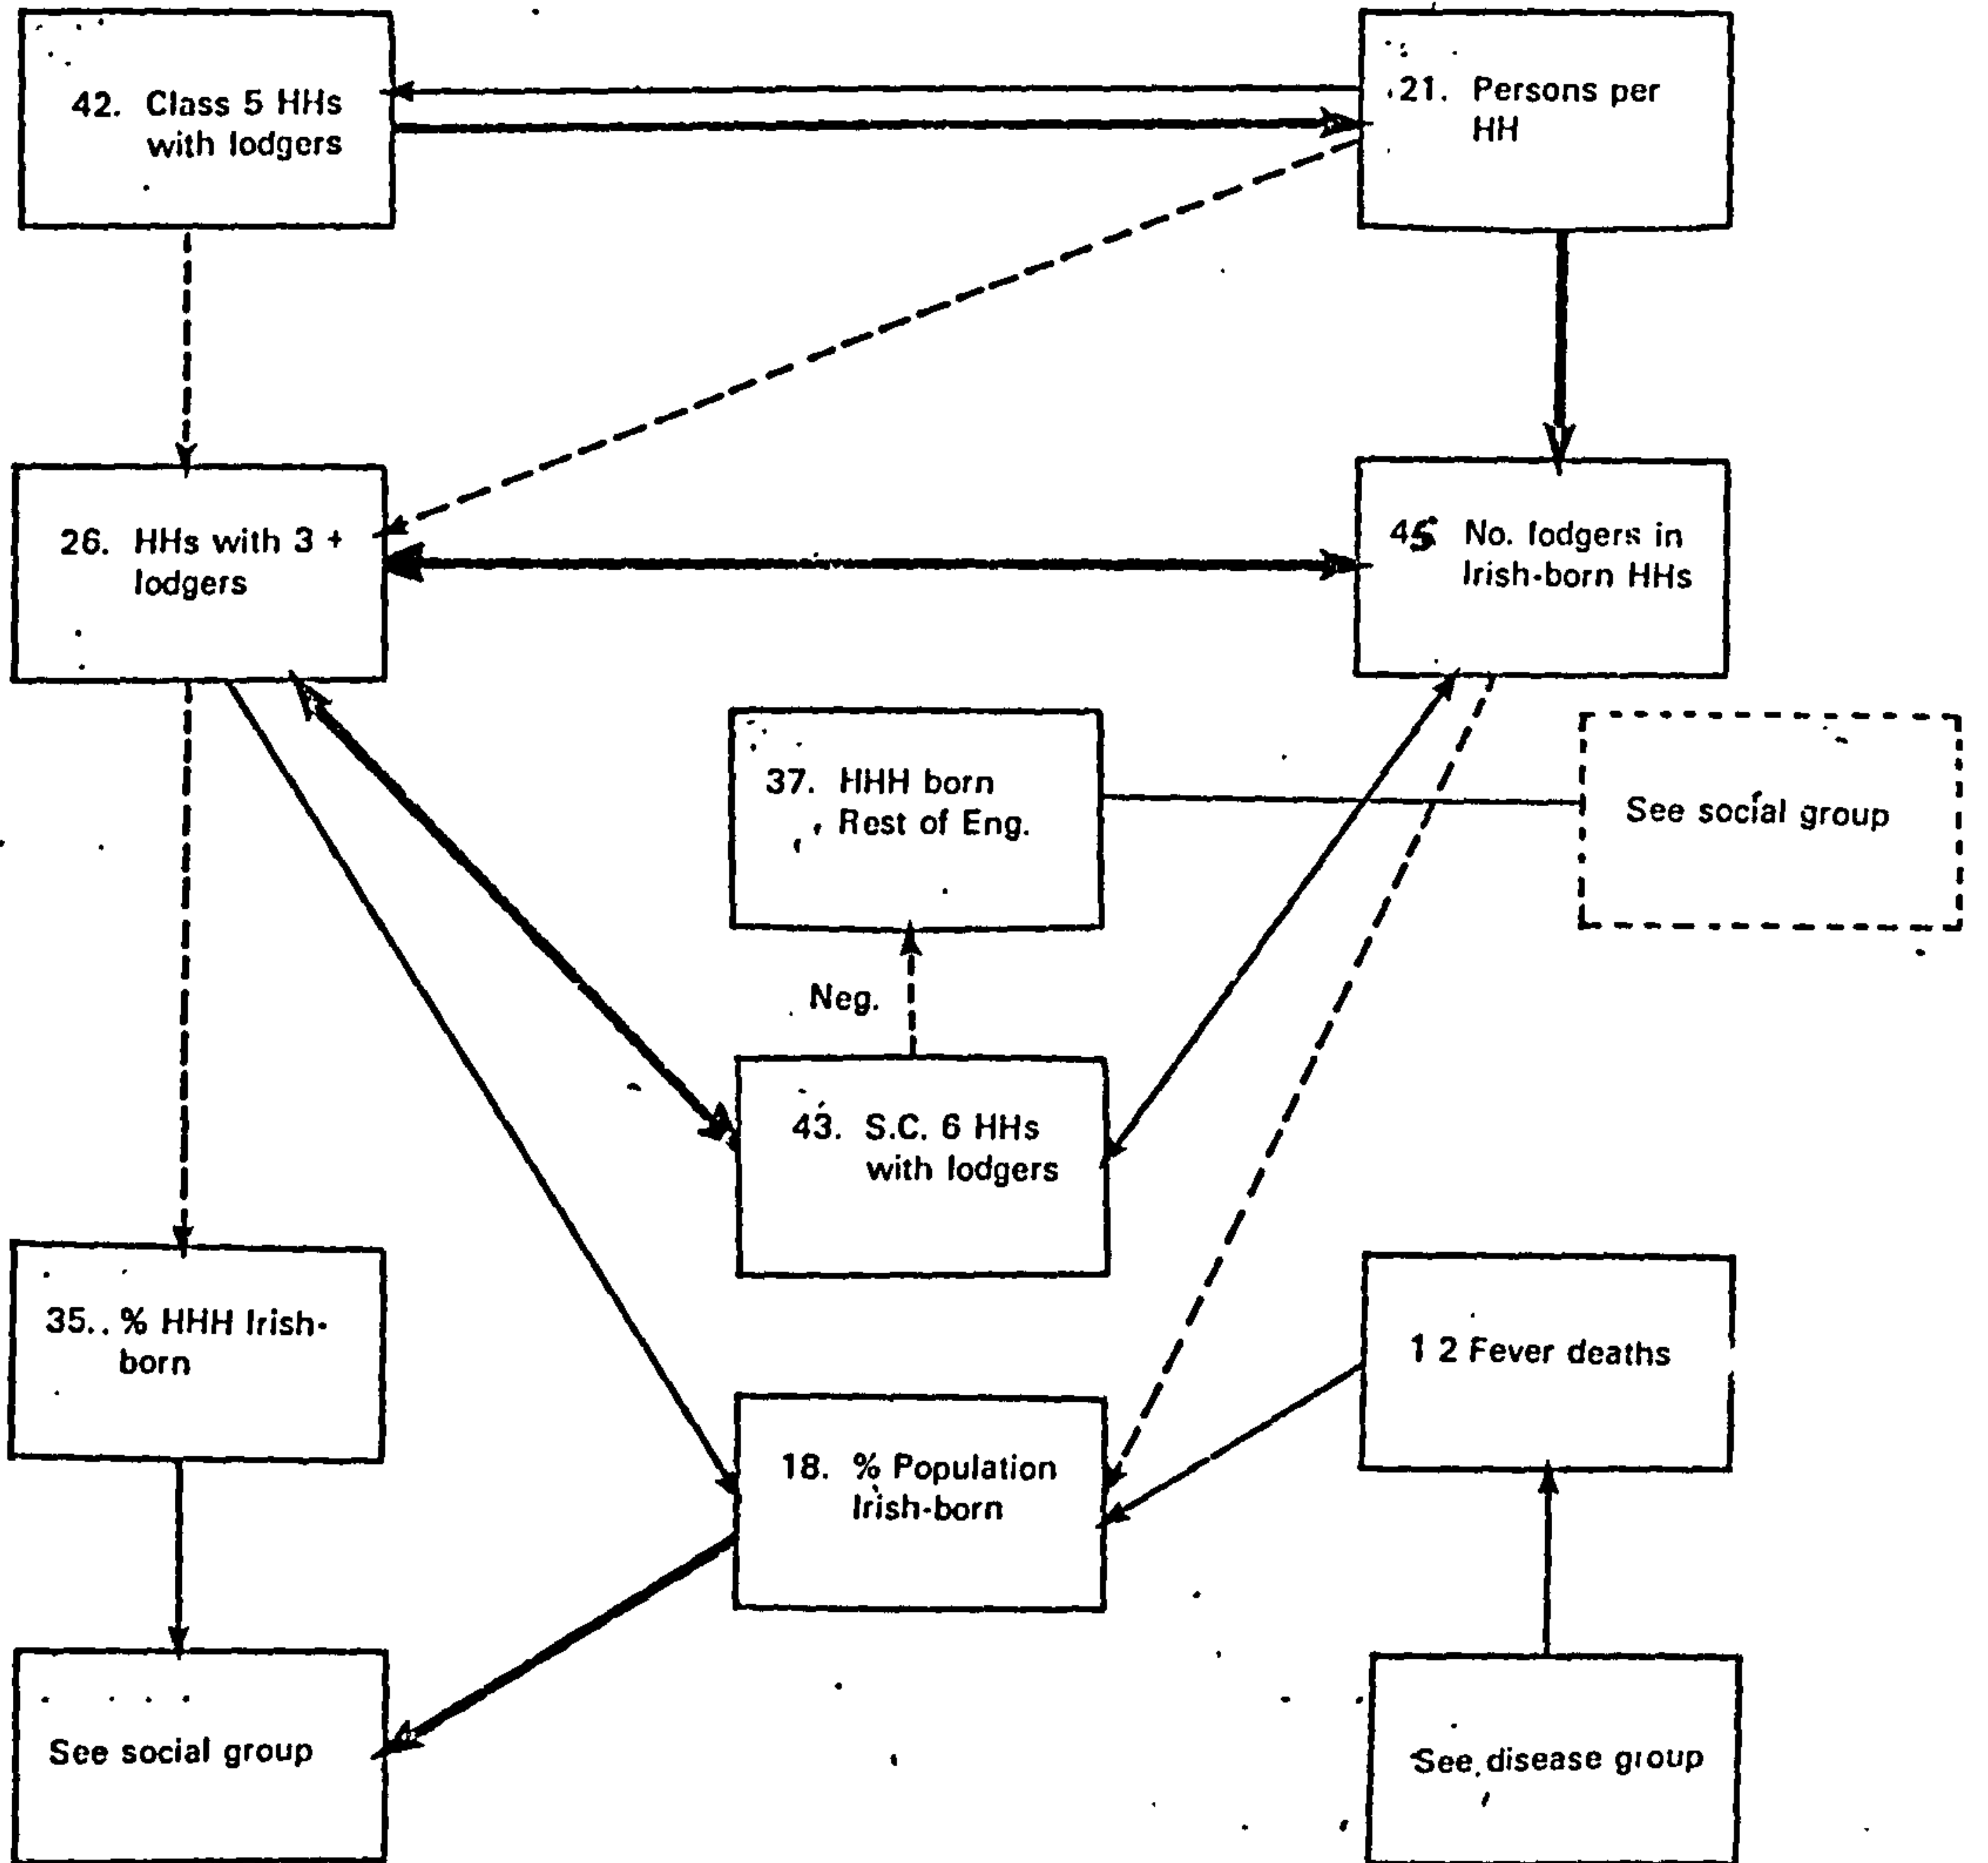 42. Class 5 HHs
with lodgers
21. Persons per
HH
26. HHs with 3 +
lodgers
45 No. lodgers in
Irish-born HHs
37. HHH born
Rest of Eng.
See social group
Neg.
43. S.C. 6 HHs
with lodgers
35. % HHH Irish-
born
12 Fever deaths
18. % Population
Irish-born
See social group
See disease group